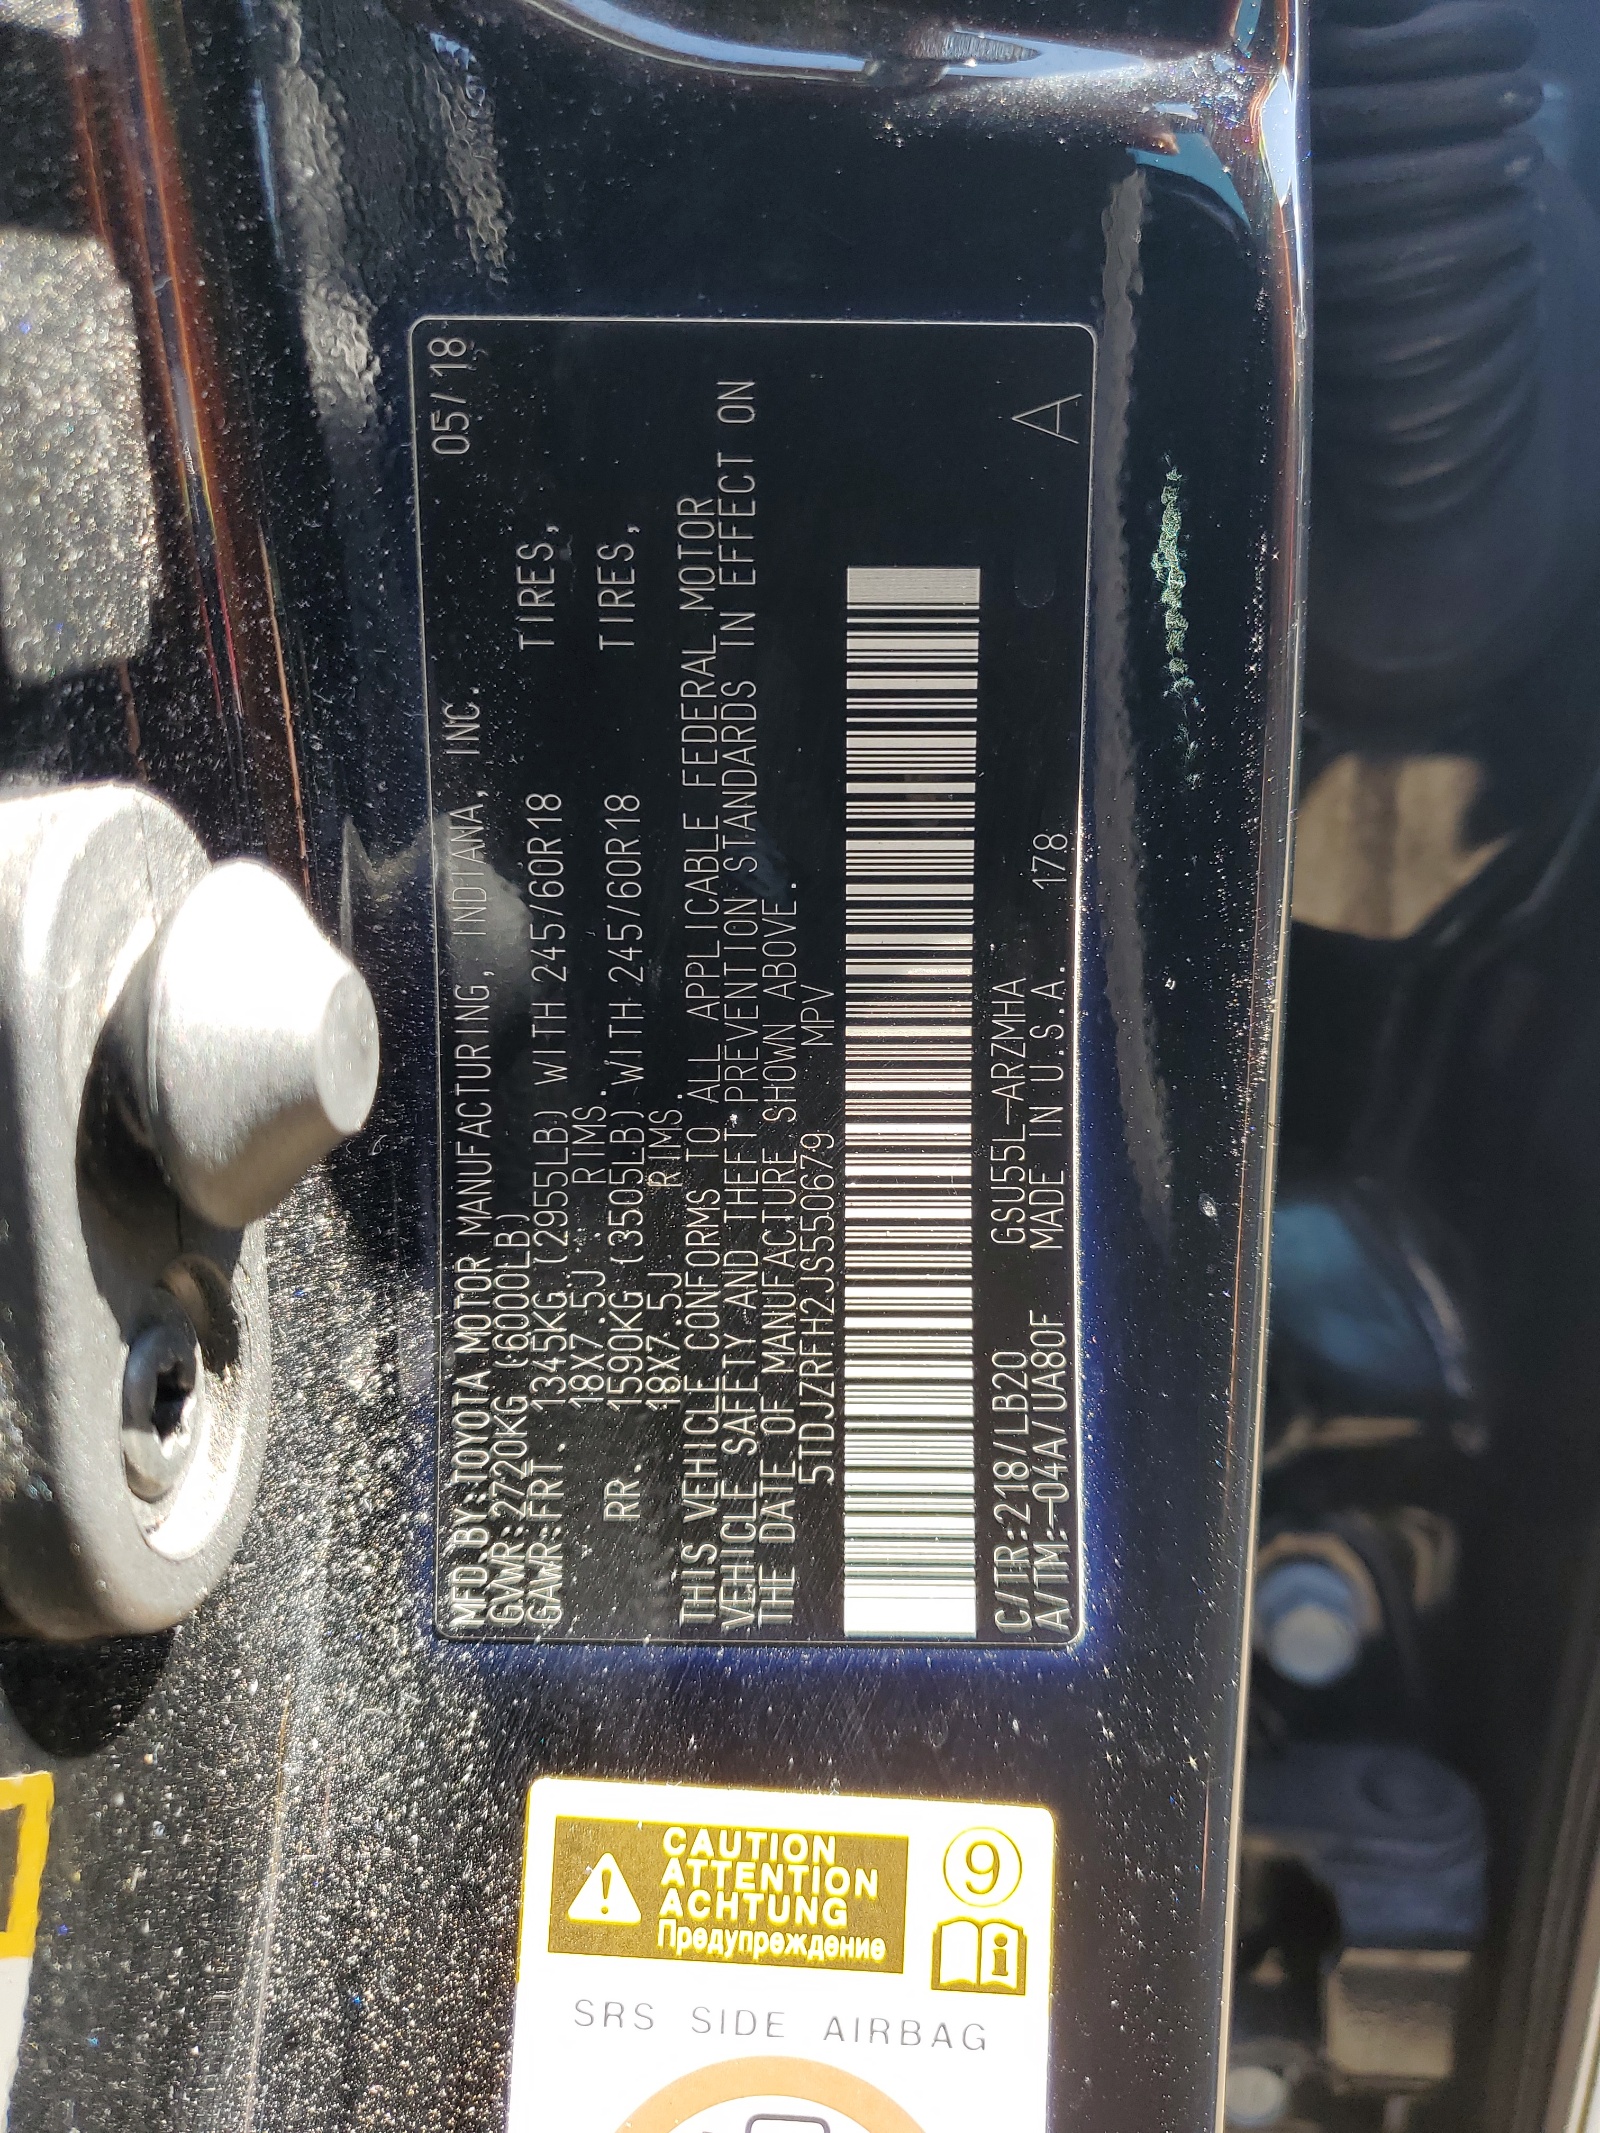 MFD.BY:TOYOTA MOTOR MANUFACTURING, INDIANA, INC. 05/18
GVWR:2720KG (6000LB)
GAWR:FRT. 1345KG (2955LB) WITH 245/60R18 TIRES,
18X7.5J RIMS.
RR. 1590KG (3505LB) WITH 245/60R18 TIRES,
18X7.5J RIMS.
THIS VEHICLE CONFORMS TO ALL APPLICABLE FEDERAL MOTOR
VEHICLE SAFETY AND THEFT PREVENTION STANDARDS IN EFFECT ON
THE DATE OF MANUFACTURE SHOWN ABOVE.
5TDJZRFH2JS550679 MPV
C/TR:218/LB20 GSU55L-ARZMHA
A/TM:-04A/UA80F MADE IN U.S.A. 178
A
CAUTION
ATTENTION
ACHTUNG
Предупреждение
9
i
SRS SIDE AIRBAG